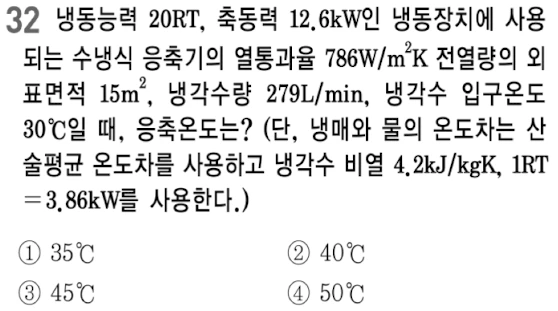 32 냉동능력 20RT, 축동력 12.6kW인 냉동장치에 사용
되는 수냉식 응축기의 열통과율 786W/m²K 전열량의 외
표면적 15m², 냉각수량 279L/min, 냉각수 입구온도
30℃일 때, 응축온도는? (단, 냉매와 물의 온도차는 산
술평균 온도차를 사용하고 냉각수 비열 4.2kJ/kgK, 1RT
=3.86kW를 사용한다.)
① 35℃ ② 40℃
③ 45℃ ④ 50℃